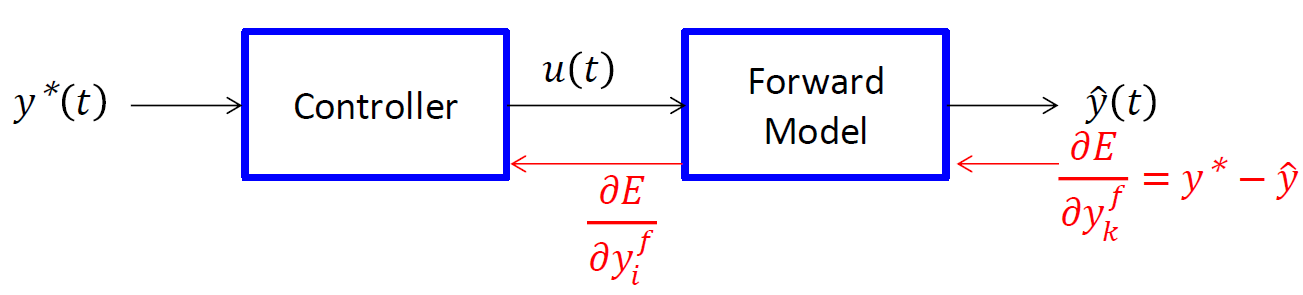 y*(t)
Controller
u(t)
Forward
Model
ŷ(t)
∂E/∂y_i^f
∂E/∂y_k^f = y* − ŷ